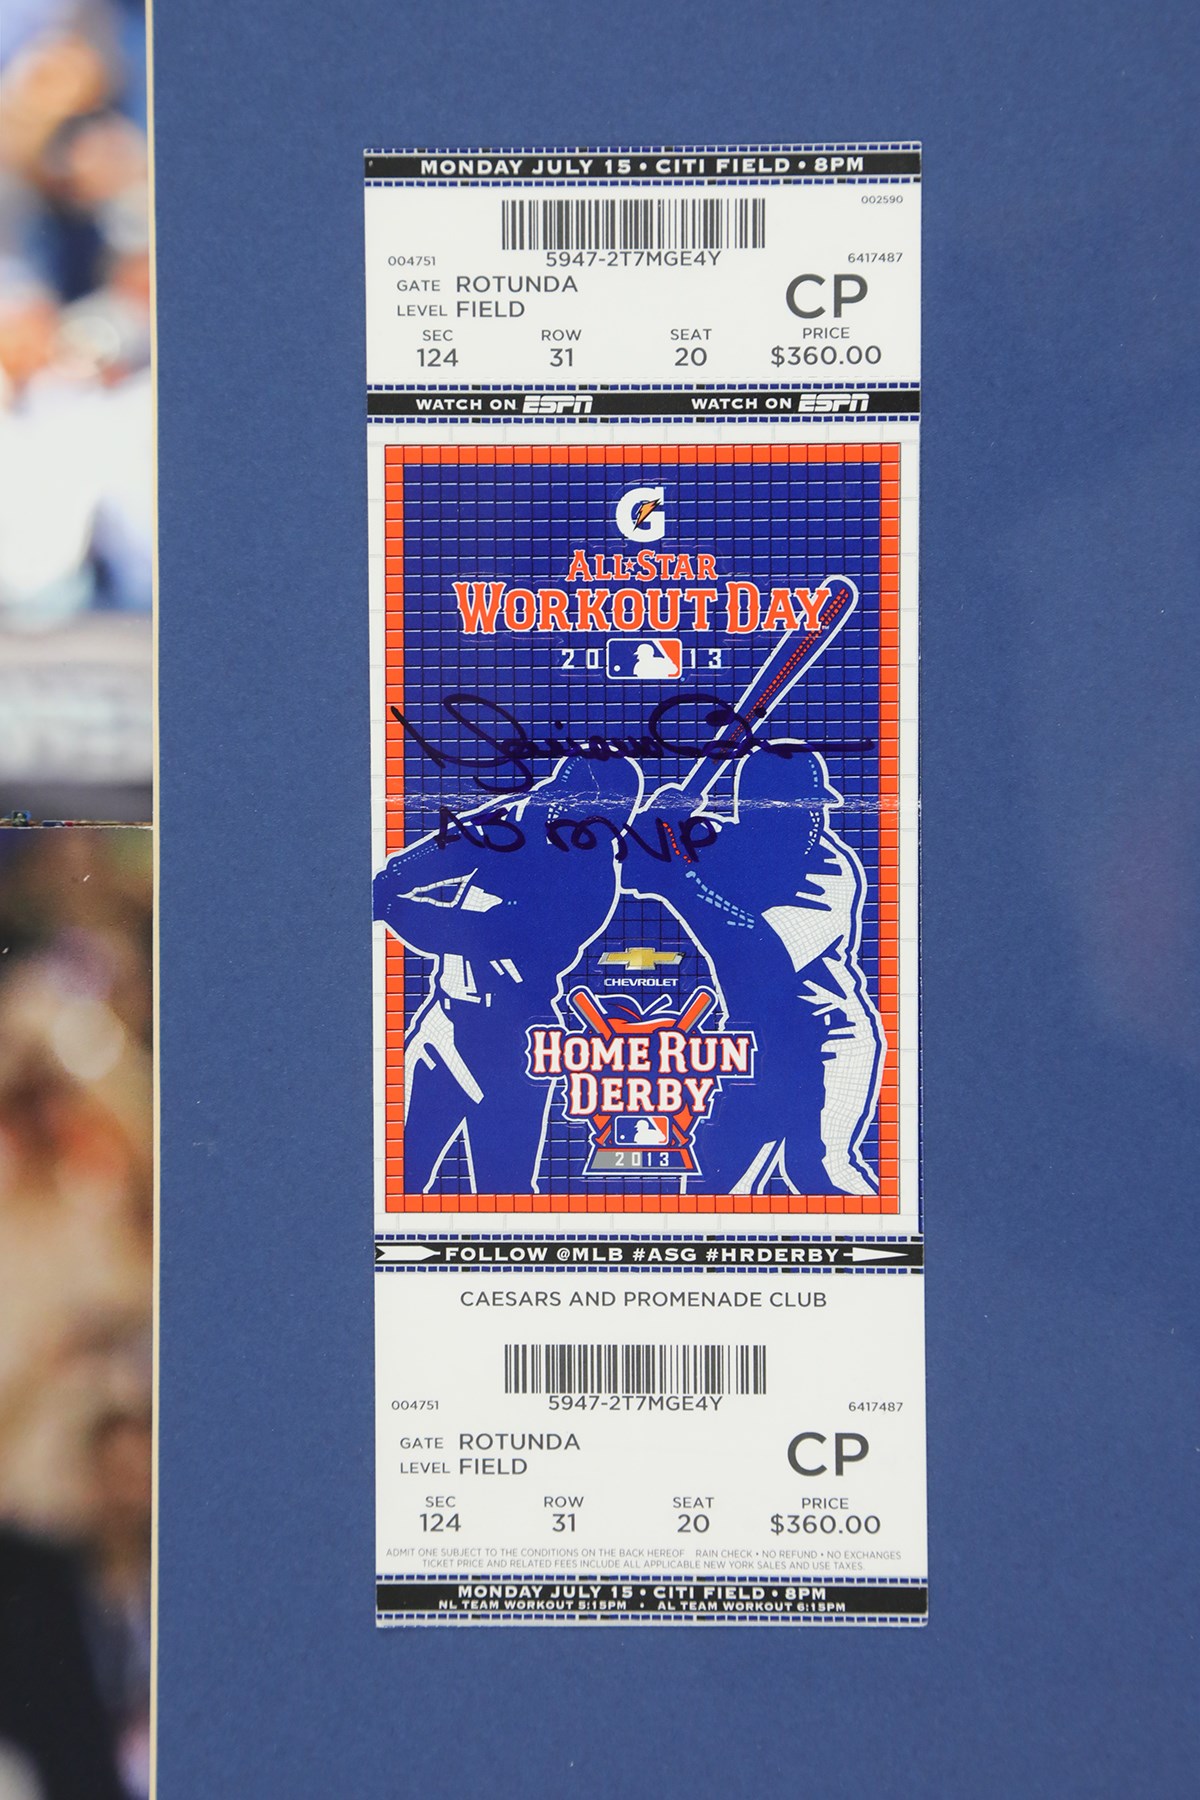 MONDAY JULY 15 • CITI FIELD • 8PM
002590
5947-2T7MGE4Y
004751 6417487
GATE ROTUNDA CP
LEVEL FIELD
SEC ROW SEAT PRICE
124 31 20 $360.00
WATCH ON ESPN WATCH ON ESPN
G
ALL★STAR
WORKOUT DAY™
2013
Mariano Rivera
AS MVP
CHEVROLET
HOME RUN
DERBY
2013
FOLLOW @MLB #ASG #HRDERBY
CAESARS AND PROMENADE CLUB
5947-2T7MGE4Y
004751 6417487
GATE ROTUNDA CP
LEVEL FIELD
SEC ROW SEAT PRICE
124 31 20 $360.00
ADMIT ONE SUBJECT TO THE CONDITIONS ON THE BACK HEREOF RAIN CHECK • NO REFUND • NO EXCHANGES
TICKET PRICE AND RELATED FEES INCLUDE ALL APPLICABLE NEW YORK SALES AND USE TAXES.
MONDAY JULY 15 • CITI FIELD • 8PM
NL TEAM WORKOUT 5:15PM • AL TEAM WORKOUT 6:15PM